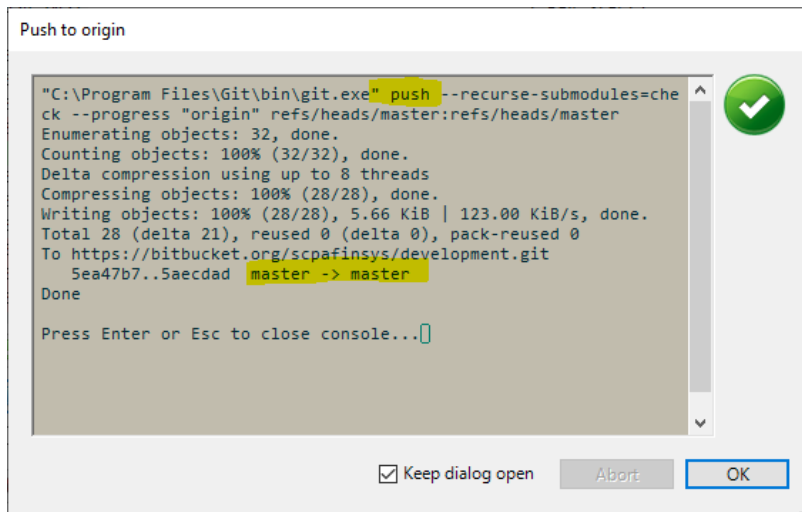 Push to origin
"C:\Program Files\Git\bin\git.exe" push --recurse-submodules=che
ck --progress "origin" refs/heads/master:refs/heads/master
Enumerating objects: 32, done.
Counting objects: 100% (32/32), done.
Delta compression using up to 8 threads
Compressing objects: 100% (28/28), done.
Writing objects: 100% (28/28), 5.66 KiB | 123.00 KiB/s, done.
Total 28 (delta 21), reused 0 (delta 0), pack-reused 0
To https://bitbucket.org/scpafinsys/development.git
5ea47b7..5aecdad  master -> master
Done
Press Enter or Esc to close console...
Keep dialog open
Abort
OK